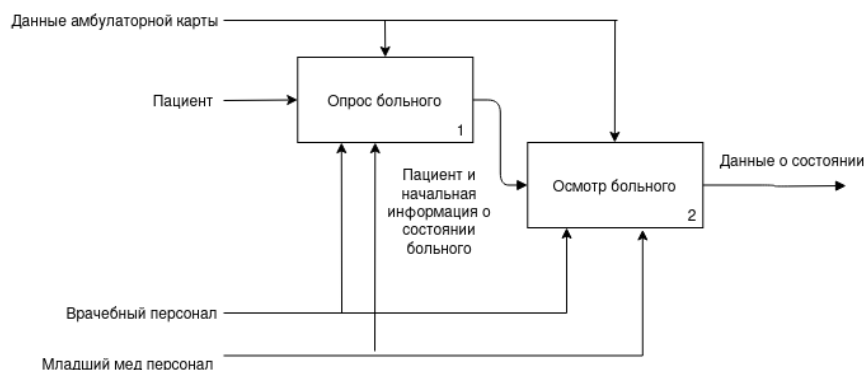 Данные амбулаторной карты
Пациент
Опрос больного
1
Пациент и
начальная
информация о
состоянии
больного
Осмотр больного
2
Данные о состоянии
Врачебный персонал
Младший мед персонал